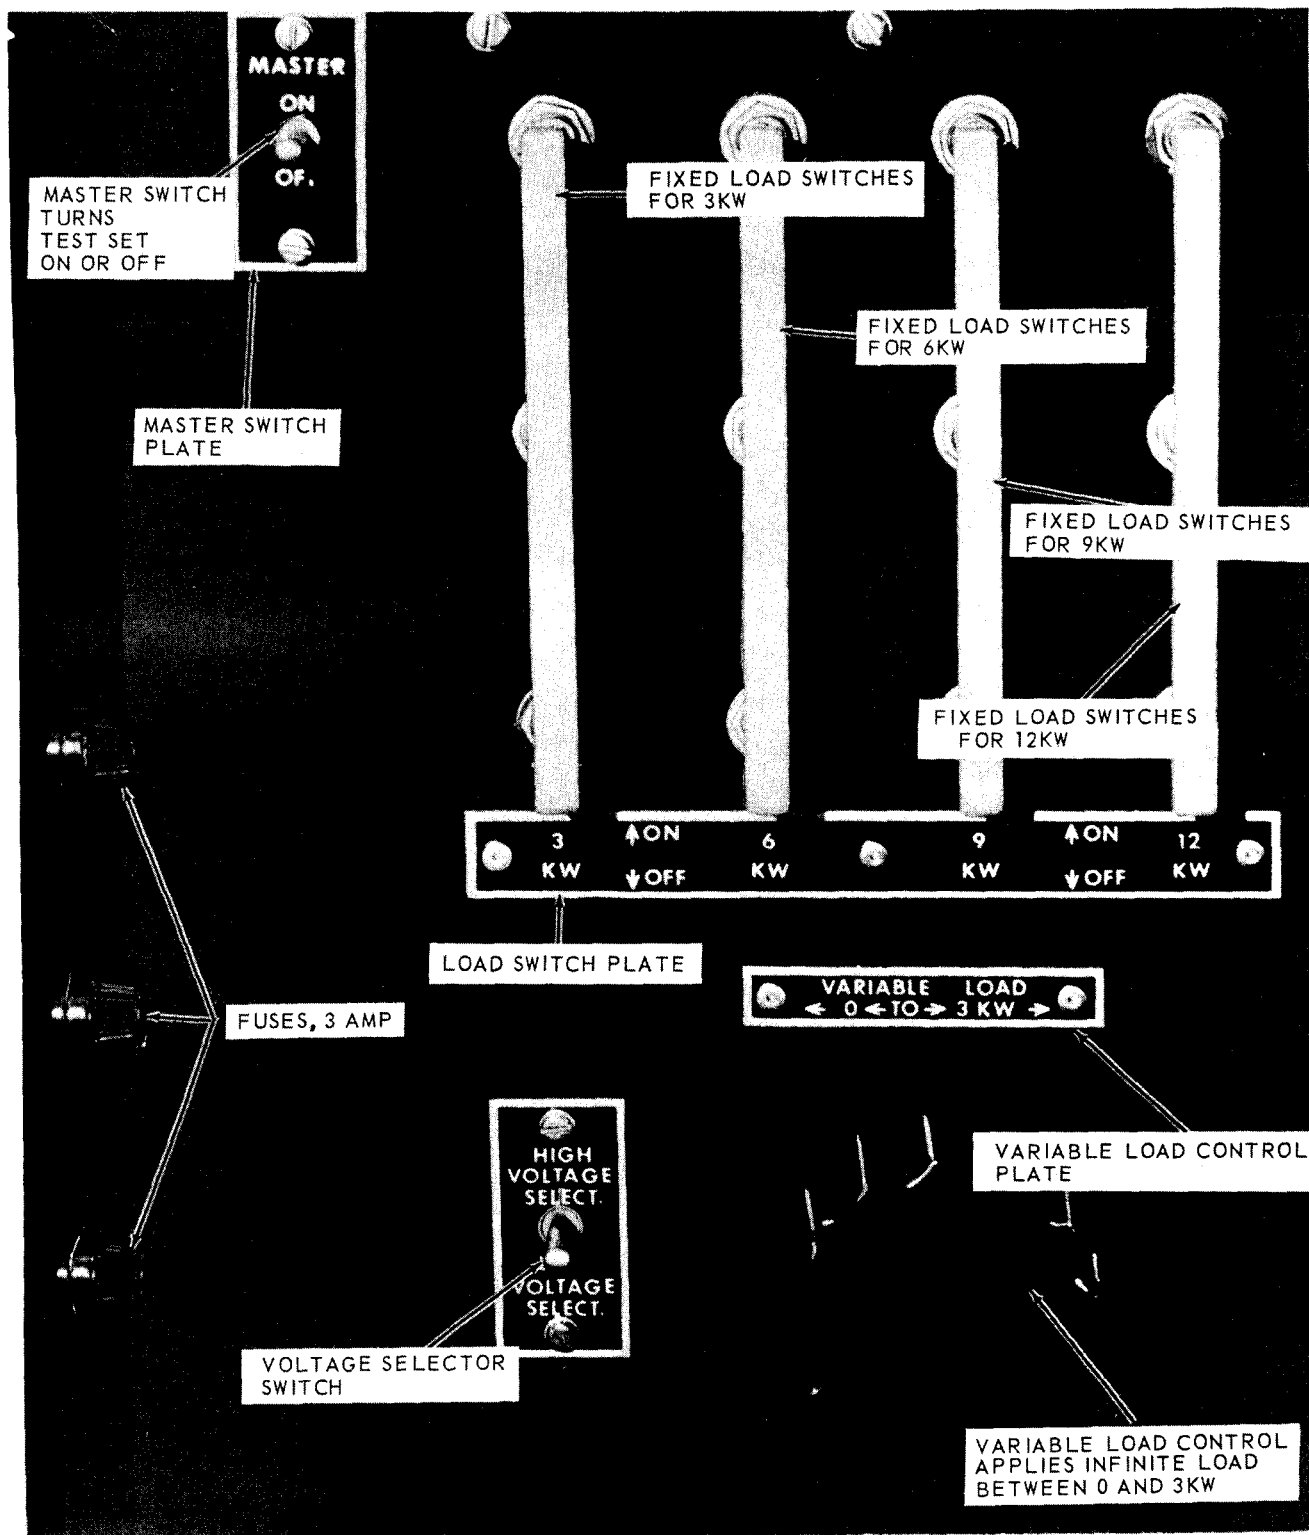 MASTER
ON
OF.
MASTER SWITCH
TURNS
TEST SET
ON OR OFF
FIXED LOAD SWITCHES
FOR 3KW
FIXED LOAD SWITCHES
FOR 6KW
MASTER SWITCH
PLATE
FIXED LOAD SWITCHES
FOR 9KW
FIXED LOAD SWITCHES
FOR 12KW
3
KW
↑ON
↓OFF
6
KW
9
KW
↑ON
↓OFF
12
KW
LOAD SWITCH PLATE
VARIABLE LOAD
← 0 ← TO → 3 KW →
FUSES, 3 AMP
VARIABLE LOAD CONTROL
PLATE
HIGH
VOLTAGE
SELECT.
VOLTAGE
SELECT.
VOLTAGE SELECTOR
SWITCH
VARIABLE LOAD CONTROL
APPLIES INFINITE LOAD
BETWEEN 0 AND 3KW